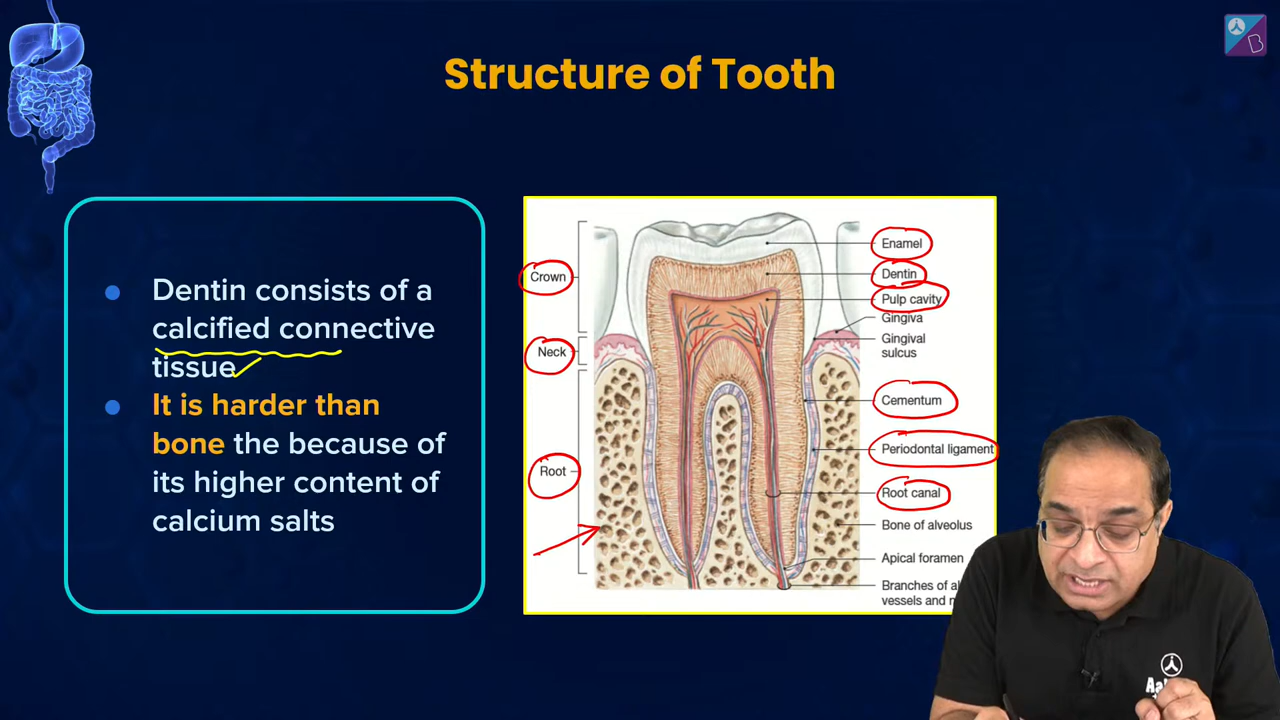 Structure of Tooth
Dentin consists of a
calcified connective
tissue
It is harder than
bone the because of
its higher content of
calcium salts
Crown
Neck
Root
Enamel
Dentin
Pulp cavity
Gingiva
Gingival
sulcus
Cementum
Periodontal ligament
Root canal
Bone of alveolus
Apical foramen
Branches of
vessels and
B